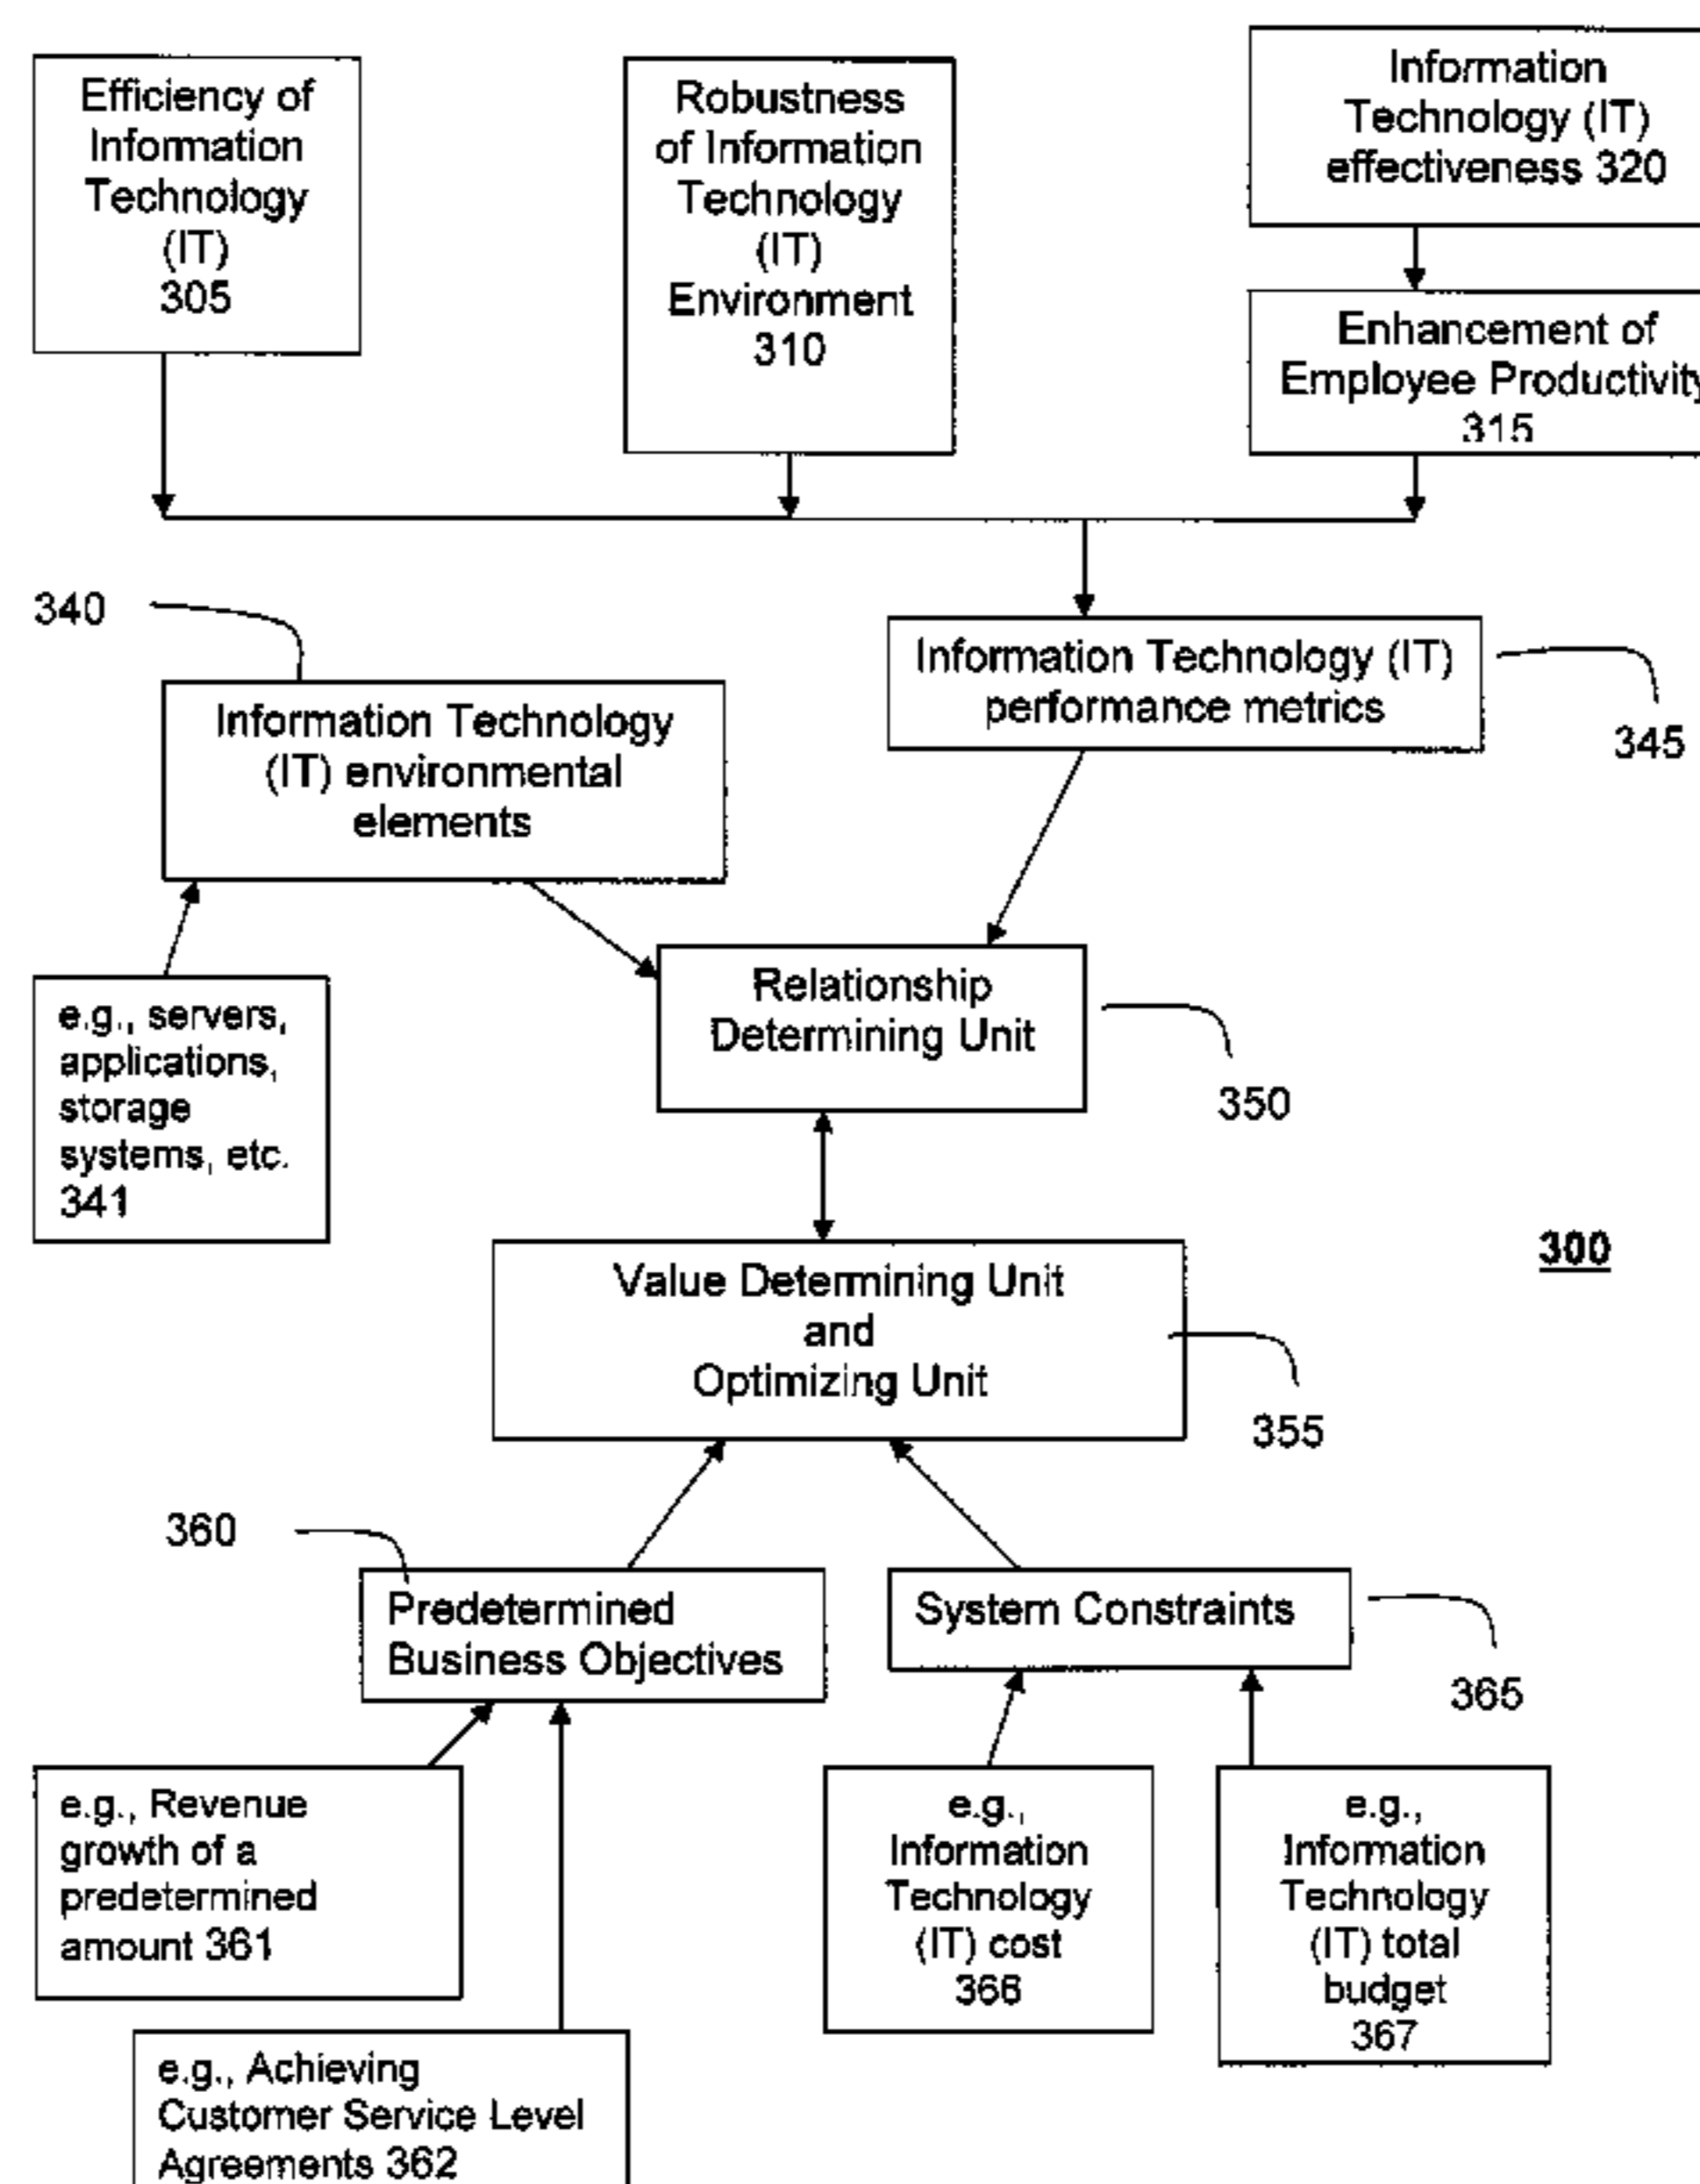 Efficiency of
Information
Technology
(IT)
305
Robustness
of Information
Technology
(IT)
Environment
310
Information
Technology (IT)
effectiveness 320
Enhancement of
Employee Productivity
315
340
Information Technology (IT)
performance metrics
345
Information Technology
(IT) environmental
elements
e.g., servers,
applications,
storage
systems, etc.
341
Relationship
Determining Unit
350
300
Value Determining Unit
and
Optimizing Unit
355
360
Predetermined
Business Objectives
System Constraints
365
e.g., Revenue
growth of a
predetermined
amount 361
e.g.,
Information
Technology
(IT) cost
366
e.g.,
Information
Technology
(IT) total
budget
367
e.g., Achieving
Customer Service Level
Agreements 362